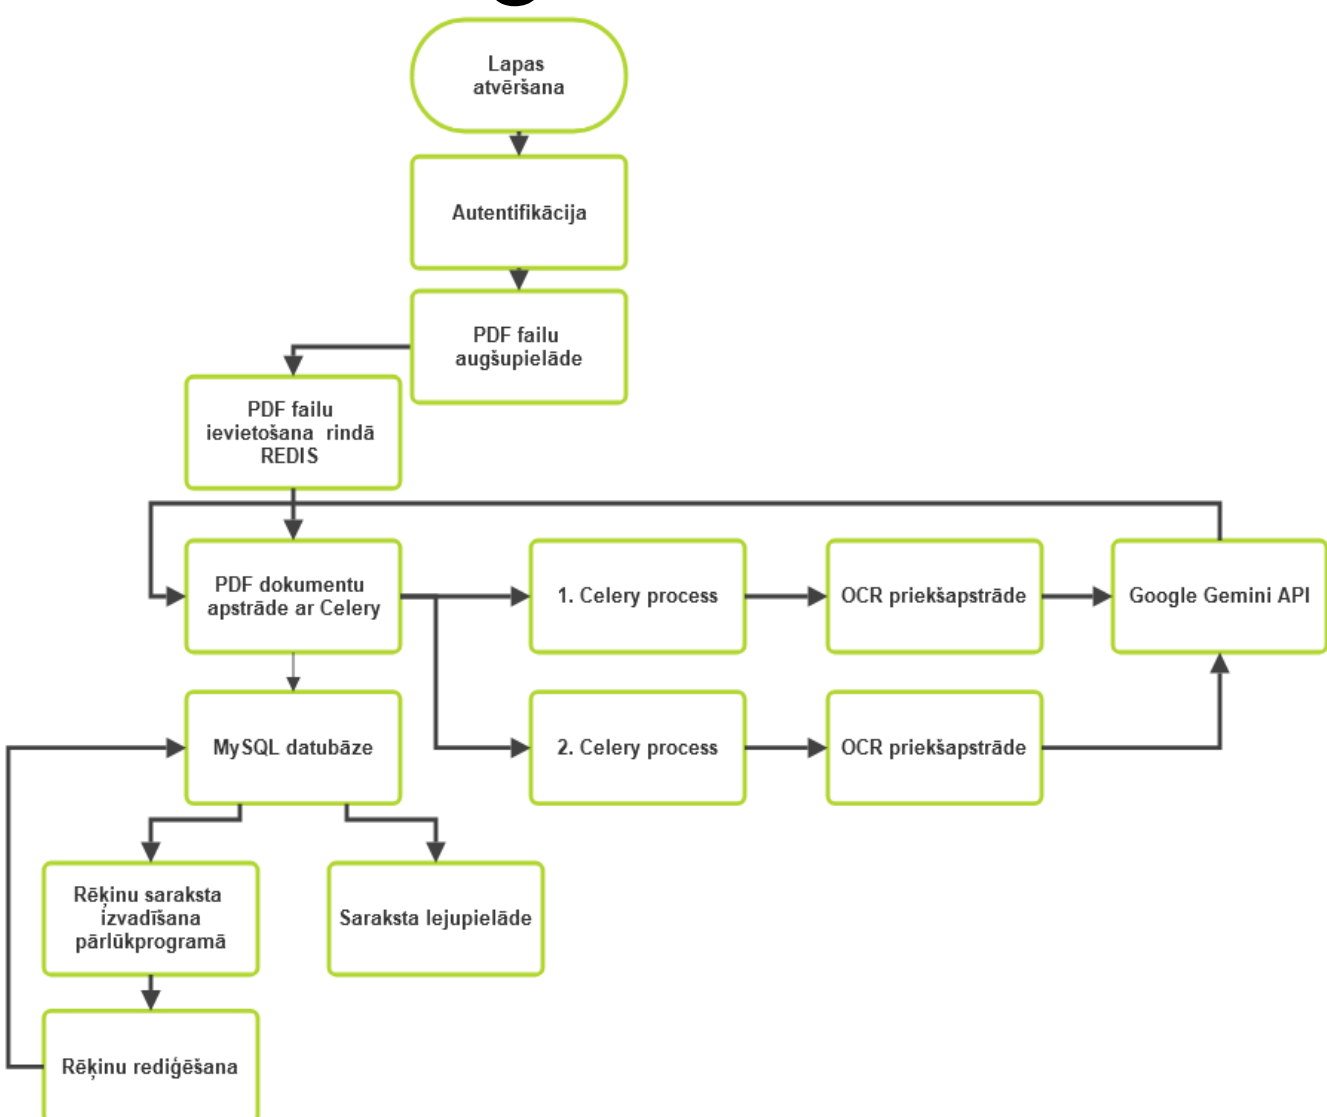 Lapas
atvēršana
Autentifikācija
PDF failu
augšupielāde
PDF failu
ievietošana rindā
REDIS
PDF dokumentu
apstrāde ar Celery
1. Celery process
OCR priekšapstrāde
Google Gemini API
MySQL datubāze
2. Celery process
OCR priekšapstrāde
Rēķinu saraksta
izvadīšana
pārlūkprogramā
Saraksta lejupielāde
Rēķinu rediģēšana